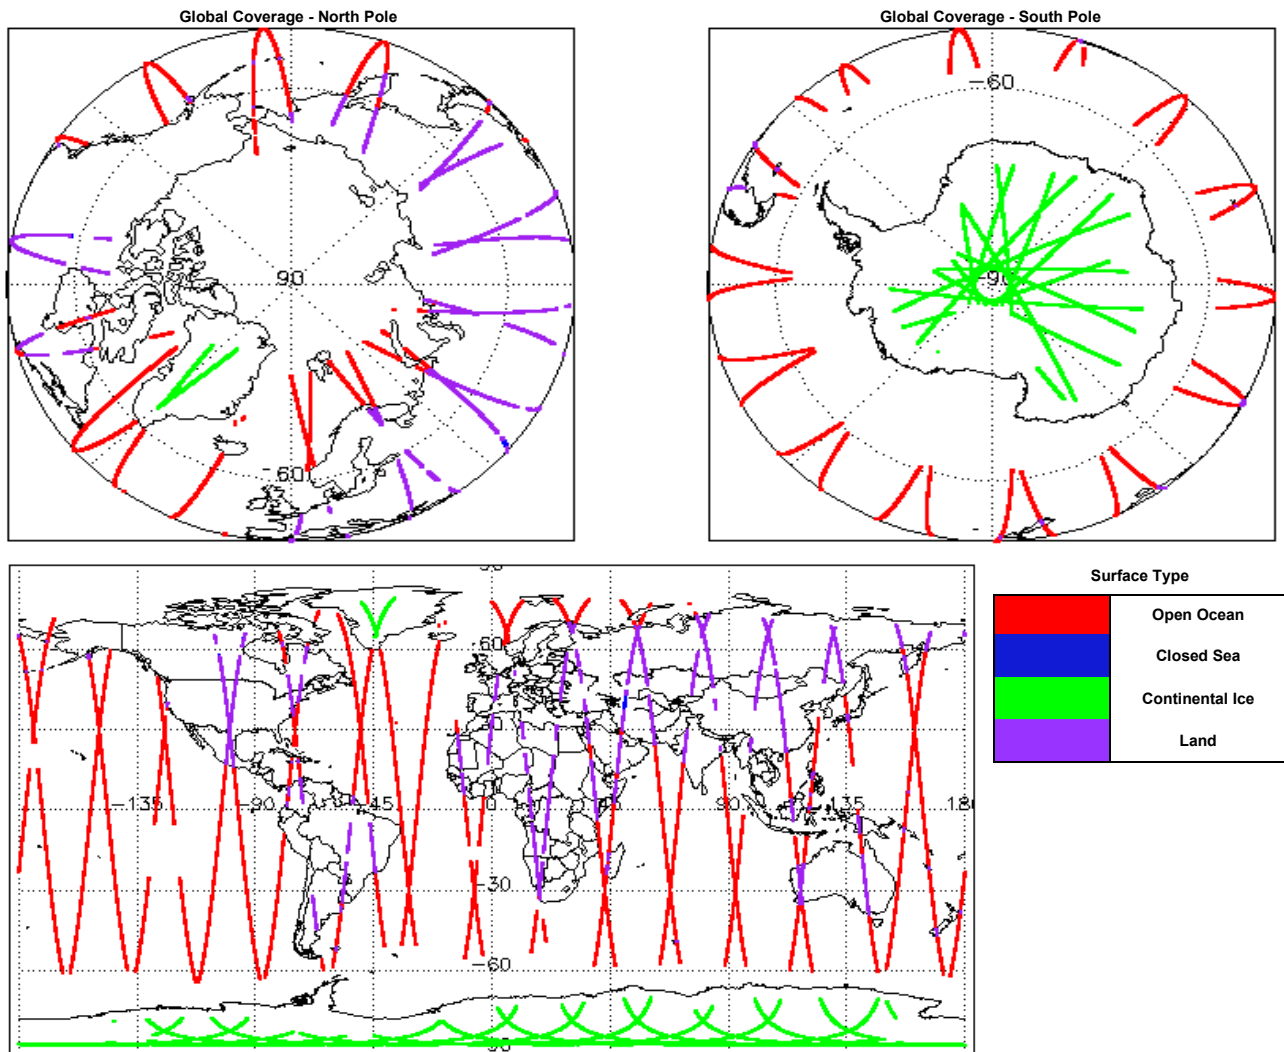 Global Coverage - North Pole
Global Coverage - South Pole
90
60
-60
-90
60
-135
-90
-45
0
45
90
135
180
-30
-60
Surface Type
Open Ocean
Closed Sea
Continental Ice
Land